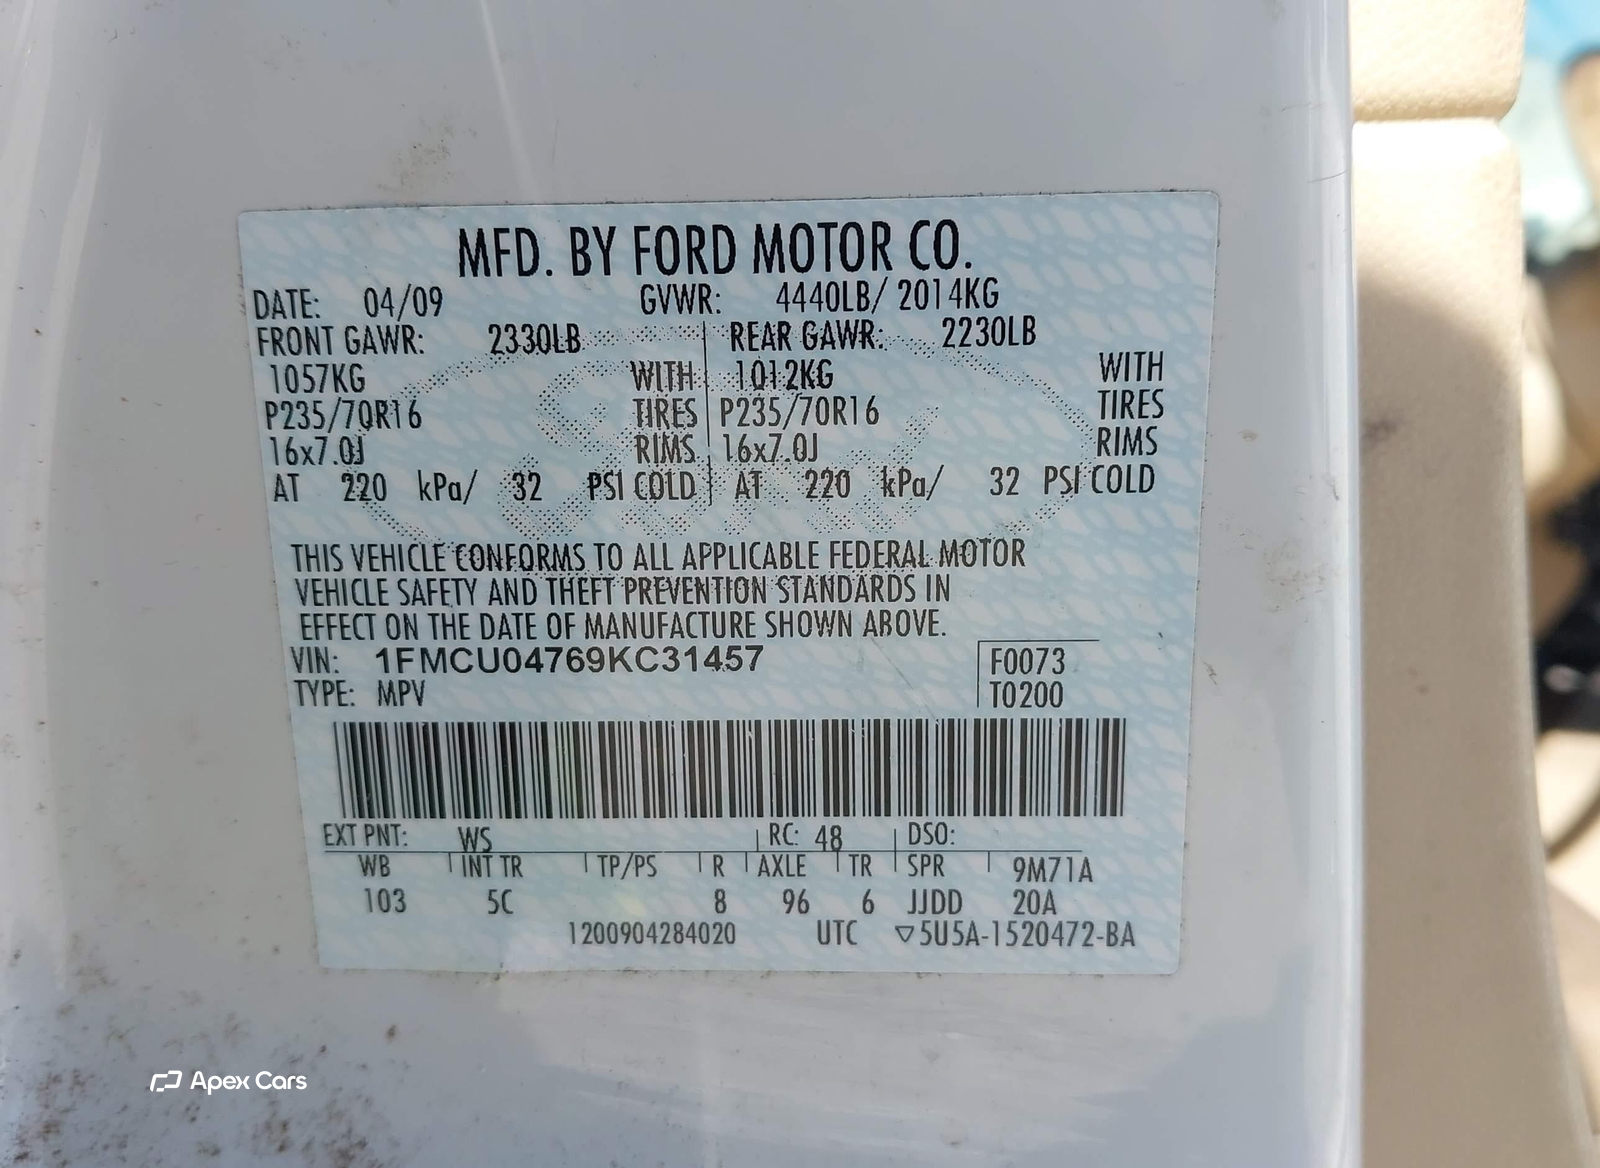 MFD. BY FORD MOTOR CO.
DATE: 04/09 GVWR: 4440LB/ 2014KG
FRONT GAWR: 2330LB REAR GAWR: 2230LB
1057KG WITH 1012KG WITH
P235/70R16 TIRES P235/70R16 TIRES
16x7.0J RIMS 16x7.0J RIMS
AT 220 kPa/ 32 PSI COLD AT 220 kPa/ 32 PSI COLD
THIS VEHICLE CONFORMS TO ALL APPLICABLE FEDERAL MOTOR
VEHICLE SAFETY AND THEFT PREVENTION STANDARDS IN
EFFECT ON THE DATE OF MANUFACTURE SHOWN ABOVE.
VIN: 1FMCU04769KC31457 F0073
TYPE: MPV T0200
EXT PNT: WS RC: 48 DSO:
WB INT TR TP/PS R AXLE TR SPR 9M71A
103 5C 8 96 6 JJDD 20A
1200904284020 UTC ▽5U5A-1520472-BA
Apex Cars